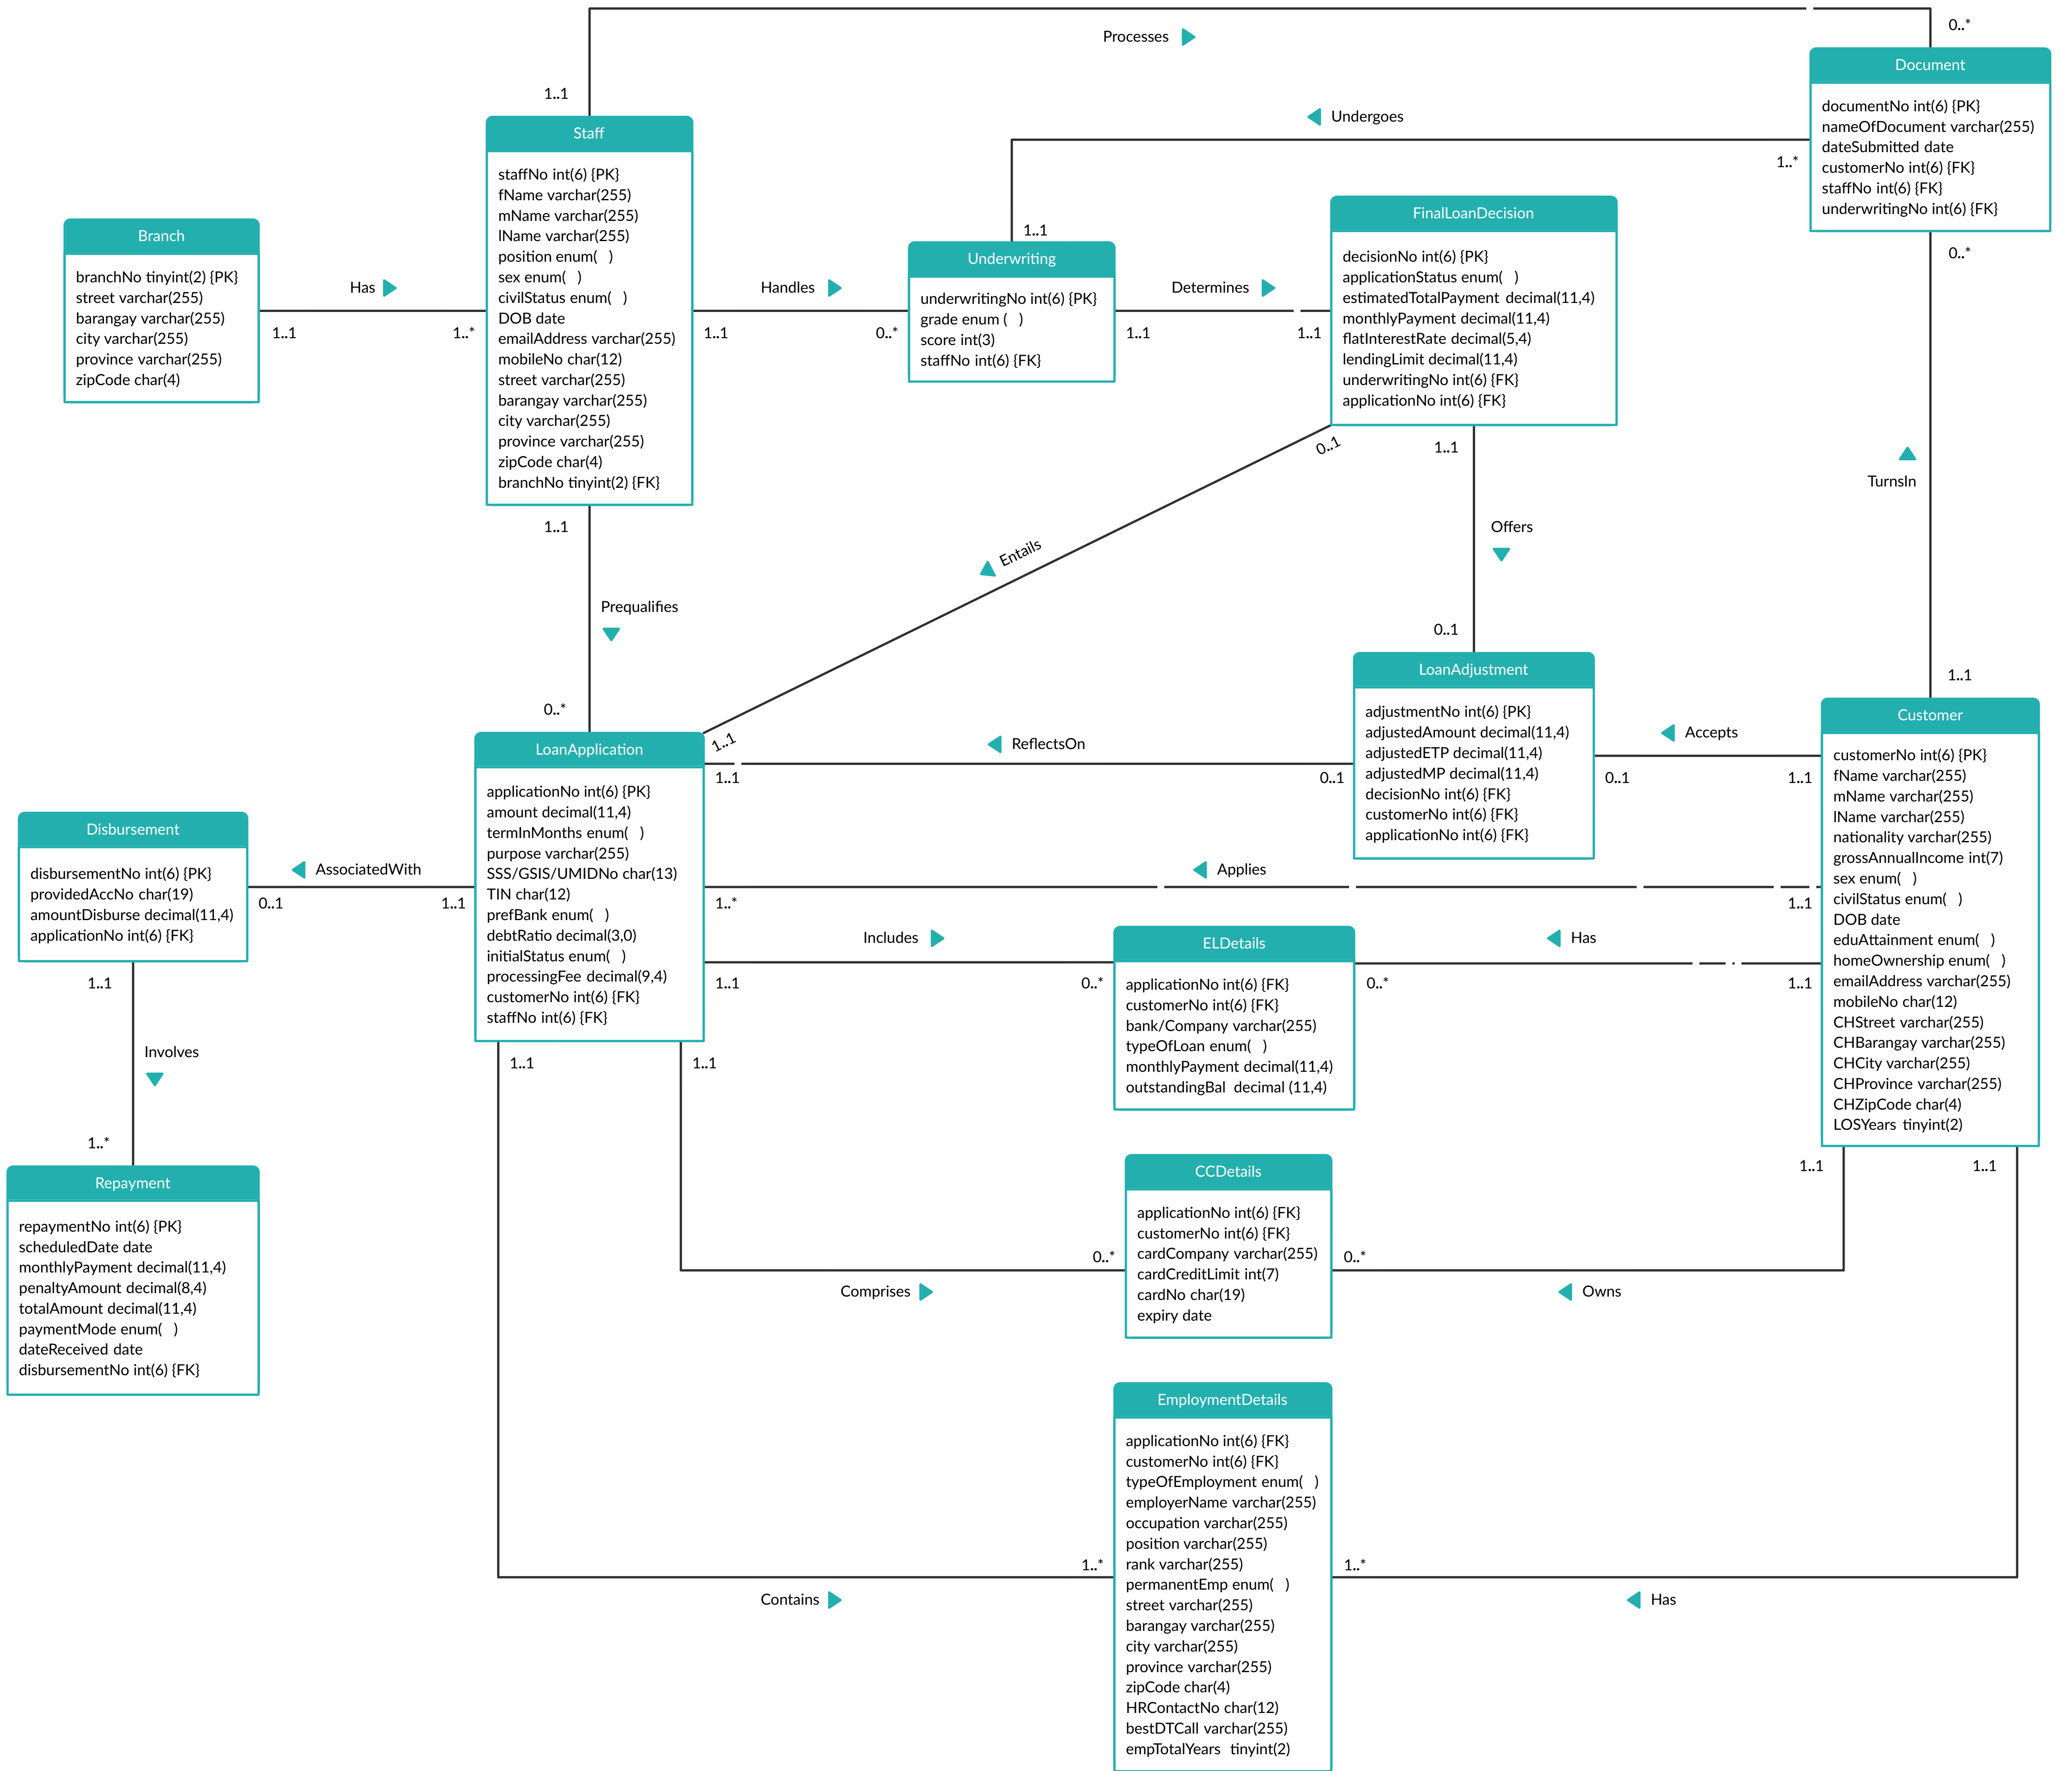 Processes
0..*
1..1
Document
documentNo int(6) {PK}
nameOfDocument varchar(255)
dateSubmitted date
customerNo int(6) {FK}
staffNo int(6) {FK}
underwritingNo int(6) {FK}
Undergoes
1..*
1..1
0..*
Staff
staffNo int(6) {PK}
fName varchar(255)
mName varchar(255)
lName varchar(255)
position enum(   )
sex enum(   )
civilStatus enum(   )
DOB date
emailAddress varchar(255)
mobileNo char(12)
street varchar(255)
barangay varchar(255)
city varchar(255)
province varchar(255)
zipCode char(4)
branchNo tinyint(2) {FK}
Branch
branchNo tinyint(2) {PK}
street varchar(255)
barangay varchar(255)
city varchar(255)
province varchar(255)
zipCode char(4)
Has
1..1
1..*
Handles
1..1
0..*
Underwriting
underwritingNo int(6) {PK}
grade enum (   )
score int(3)
staffNo int(6) {FK}
Determines
1..1
1..1
FinalLoanDecision
decisionNo int(6) {PK}
applicationStatus enum(   )
estimatedTotalPayment decimal(11,4)
monthlyPayment decimal(11,4)
flatInterestRate decimal(5,4)
lendingLimit decimal(11,4)
underwritingNo int(6) {FK}
applicationNo int(6) {FK}
0..1
1..1
TurnsIn
1..1
Offers
0..1
Entails
1..1
1..1
Prequalifies
0..*
LoanAdjustment
adjustmentNo int(6) {PK}
adjustedAmount decimal(11,4)
adjustedETP decimal(11,4)
adjustedMP decimal(11,4)
decisionNo int(6) {FK}
customerNo int(6) {FK}
applicationNo int(6) {FK}
ReflectsOn
1..1
0..1
Accepts
0..1
1..1
Customer
customerNo int(6) {PK}
fName varchar(255)
mName varchar(255)
lName varchar(255)
nationality varchar(255)
grossAnnualIncome int(7)
sex enum(   )
civilStatus enum(   )
DOB date
eduAttainment enum(   )
homeOwnership enum(   )
emailAddress varchar(255)
mobileNo char(12)
CHStreet varchar(255)
CHBarangay varchar(255)
CHCity varchar(255)
CHProvince varchar(255)
CHZipCode char(4)
LOSYears tinyint(2)
LoanApplication
applicationNo int(6) {PK}
amount decimal(11,4)
termInMonths enum(   )
purpose varchar(255)
SSS/GSIS/UMIDNo char(13)
TIN char(12)
prefBank enum(   )
debtRatio decimal(3,0)
initialStatus enum(   )
processingFee decimal(9,4)
customerNo int(6) {FK}
staffNo int(6) {FK}
Disbursement
disbursementNo int(6) {PK}
providedAccNo char(19)
amountDisburse decimal(11,4)
applicationNo int(6) {FK}
AssociatedWith
0..1
1..1
Applies
1..*
1..1
Includes
1..1
0..*
ELDetails
applicationNo int(6) {FK}
customerNo int(6) {FK}
bank/Company varchar(255)
typeOfLoan enum(   )
monthlyPayment decimal(11,4)
outstandingBal  decimal (11,4)
Has
0..*
1..1
1..1
Involves
1..*
Repayment
repaymentNo int(6) {PK}
scheduledDate date
monthlyPayment decimal(11,4)
penaltyAmount decimal(8,4)
totalAmount decimal(11,4)
paymentMode enum(   )
dateReceived date
disbursementNo int(6) {FK}
1..1
1..1
1..1
1..1
CCDetails
applicationNo int(6) {FK}
customerNo int(6) {FK}
cardCompany varchar(255)
cardCreditLimit int(7)
cardNo char(19)
expiry date
0..*
0..*
Comprises
Owns
EmploymentDetails
applicationNo int(6) {FK}
customerNo int(6) {FK}
typeOfEmployment enum(   )
employerName varchar(255)
occupation varchar(255)
position varchar(255)
rank varchar(255)
permanentEmp enum(   )
street varchar(255)
barangay varchar(255)
city varchar(255)
province varchar(255)
zipCode char(4)
HRContactNo char(12)
bestDTCall varchar(255)
empTotalYears  tinyint(2)
1..*
1..*
Contains
Has